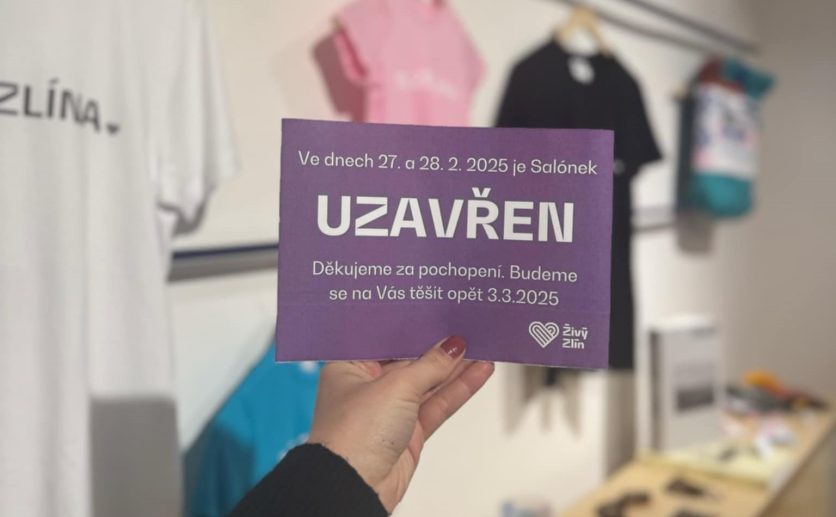 ZLÍNA
Ve dnech 27. a 28. 2. 2025 je Salónek
UZAVŘEN
Děkujeme za pochopení. Budeme
se na Vás těšit opět 3.3.2025
Živý
Zlín